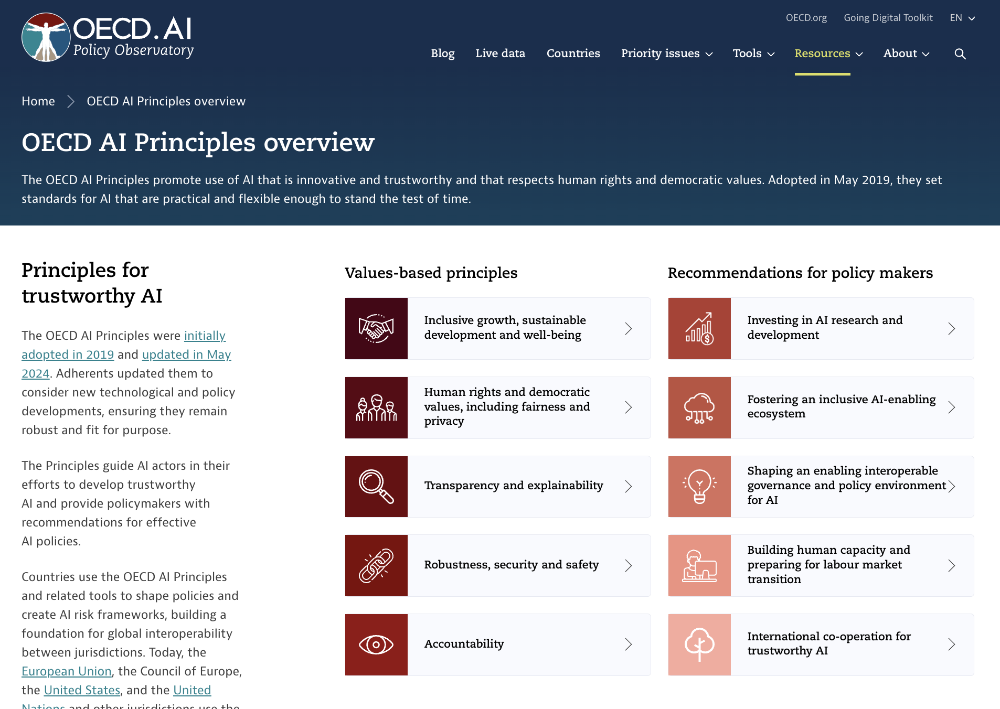 OECD.AI
Policy Observatory
OECD.org
Going Digital Toolkit
EN
Blog
Live data
Countries
Priority issues
Tools
Resources
About
Home
OECD AI Principles overview
OECD AI Principles overview
The OECD AI Principles promote use of AI that is innovative and trustworthy and that respects human rights and democratic values. Adopted in May 2019, they set
standards for AI that are practical and flexible enough to stand the test of time.
Principles for
trustworthy AI
The OECD AI Principles were initially
adopted in 2019 and updated in May
2024. Adherents updated them to
consider new technological and policy
developments, ensuring they remain
robust and fit for purpose.
The Principles guide AI actors in their
efforts to develop trustworthy
AI and provide policymakers with
recommendations for effective
AI policies.
Countries use the OECD AI Principles
and related tools to shape policies and
create AI risk frameworks, building a
foundation for global interoperability
between jurisdictions. Today, the
European Union, the Council of Europe,
the United States, and the United
Nations and other jurisdictions use the
Values-based principles
Inclusive growth, sustainable
development and well-being
Human rights and democratic
values, including fairness and
privacy
Transparency and explainability
Robustness, security and safety
Accountability
Recommendations for policy makers
$
Investing in AI research and
development
Fostering an inclusive AI-enabling
ecosystem
Shaping an enabling interoperable
governance and policy environment
for AI
Building human capacity and
preparing for labour market
transition
International co-operation for
trustworthy AI